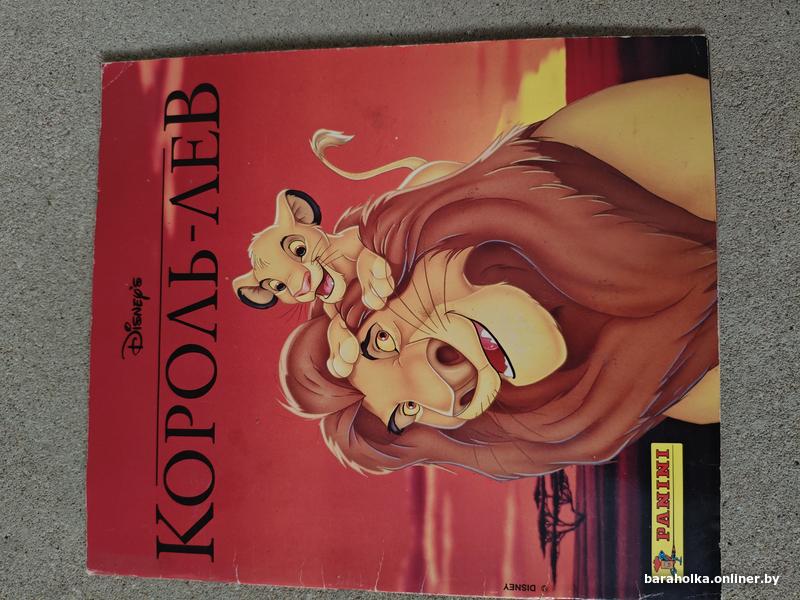 Disney's
КОРОЛЬ-ЛЕВ
© DISNEY
PANINI
baraholka.onliner.by